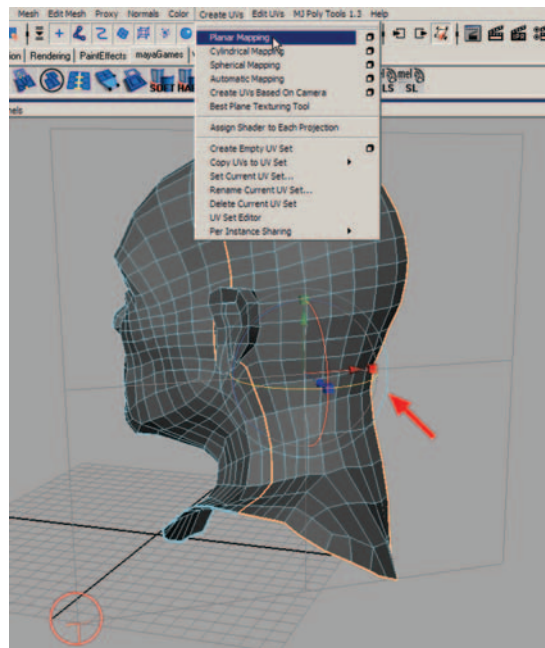 Mesh Edit Mesh Proxy Normals Color Create UVs Edit UVs MJ Poly Tools 1.3 Help
Rendering PaintEffects mayaGames
SOFT
LS SL
Planar Mapping
Cylindrical Mapping
Spherical Mapping
Automatic Mapping
Create UVs Based On Camera
Best Plane Texturing Tool
Assign Shader to Each Projection
Create Empty UV Set
Copy UVs to UV Set
Set Current UV Set...
Rename Current UV Set...
Delete Current UV Set
UV Set Editor
Per Instance Sharing